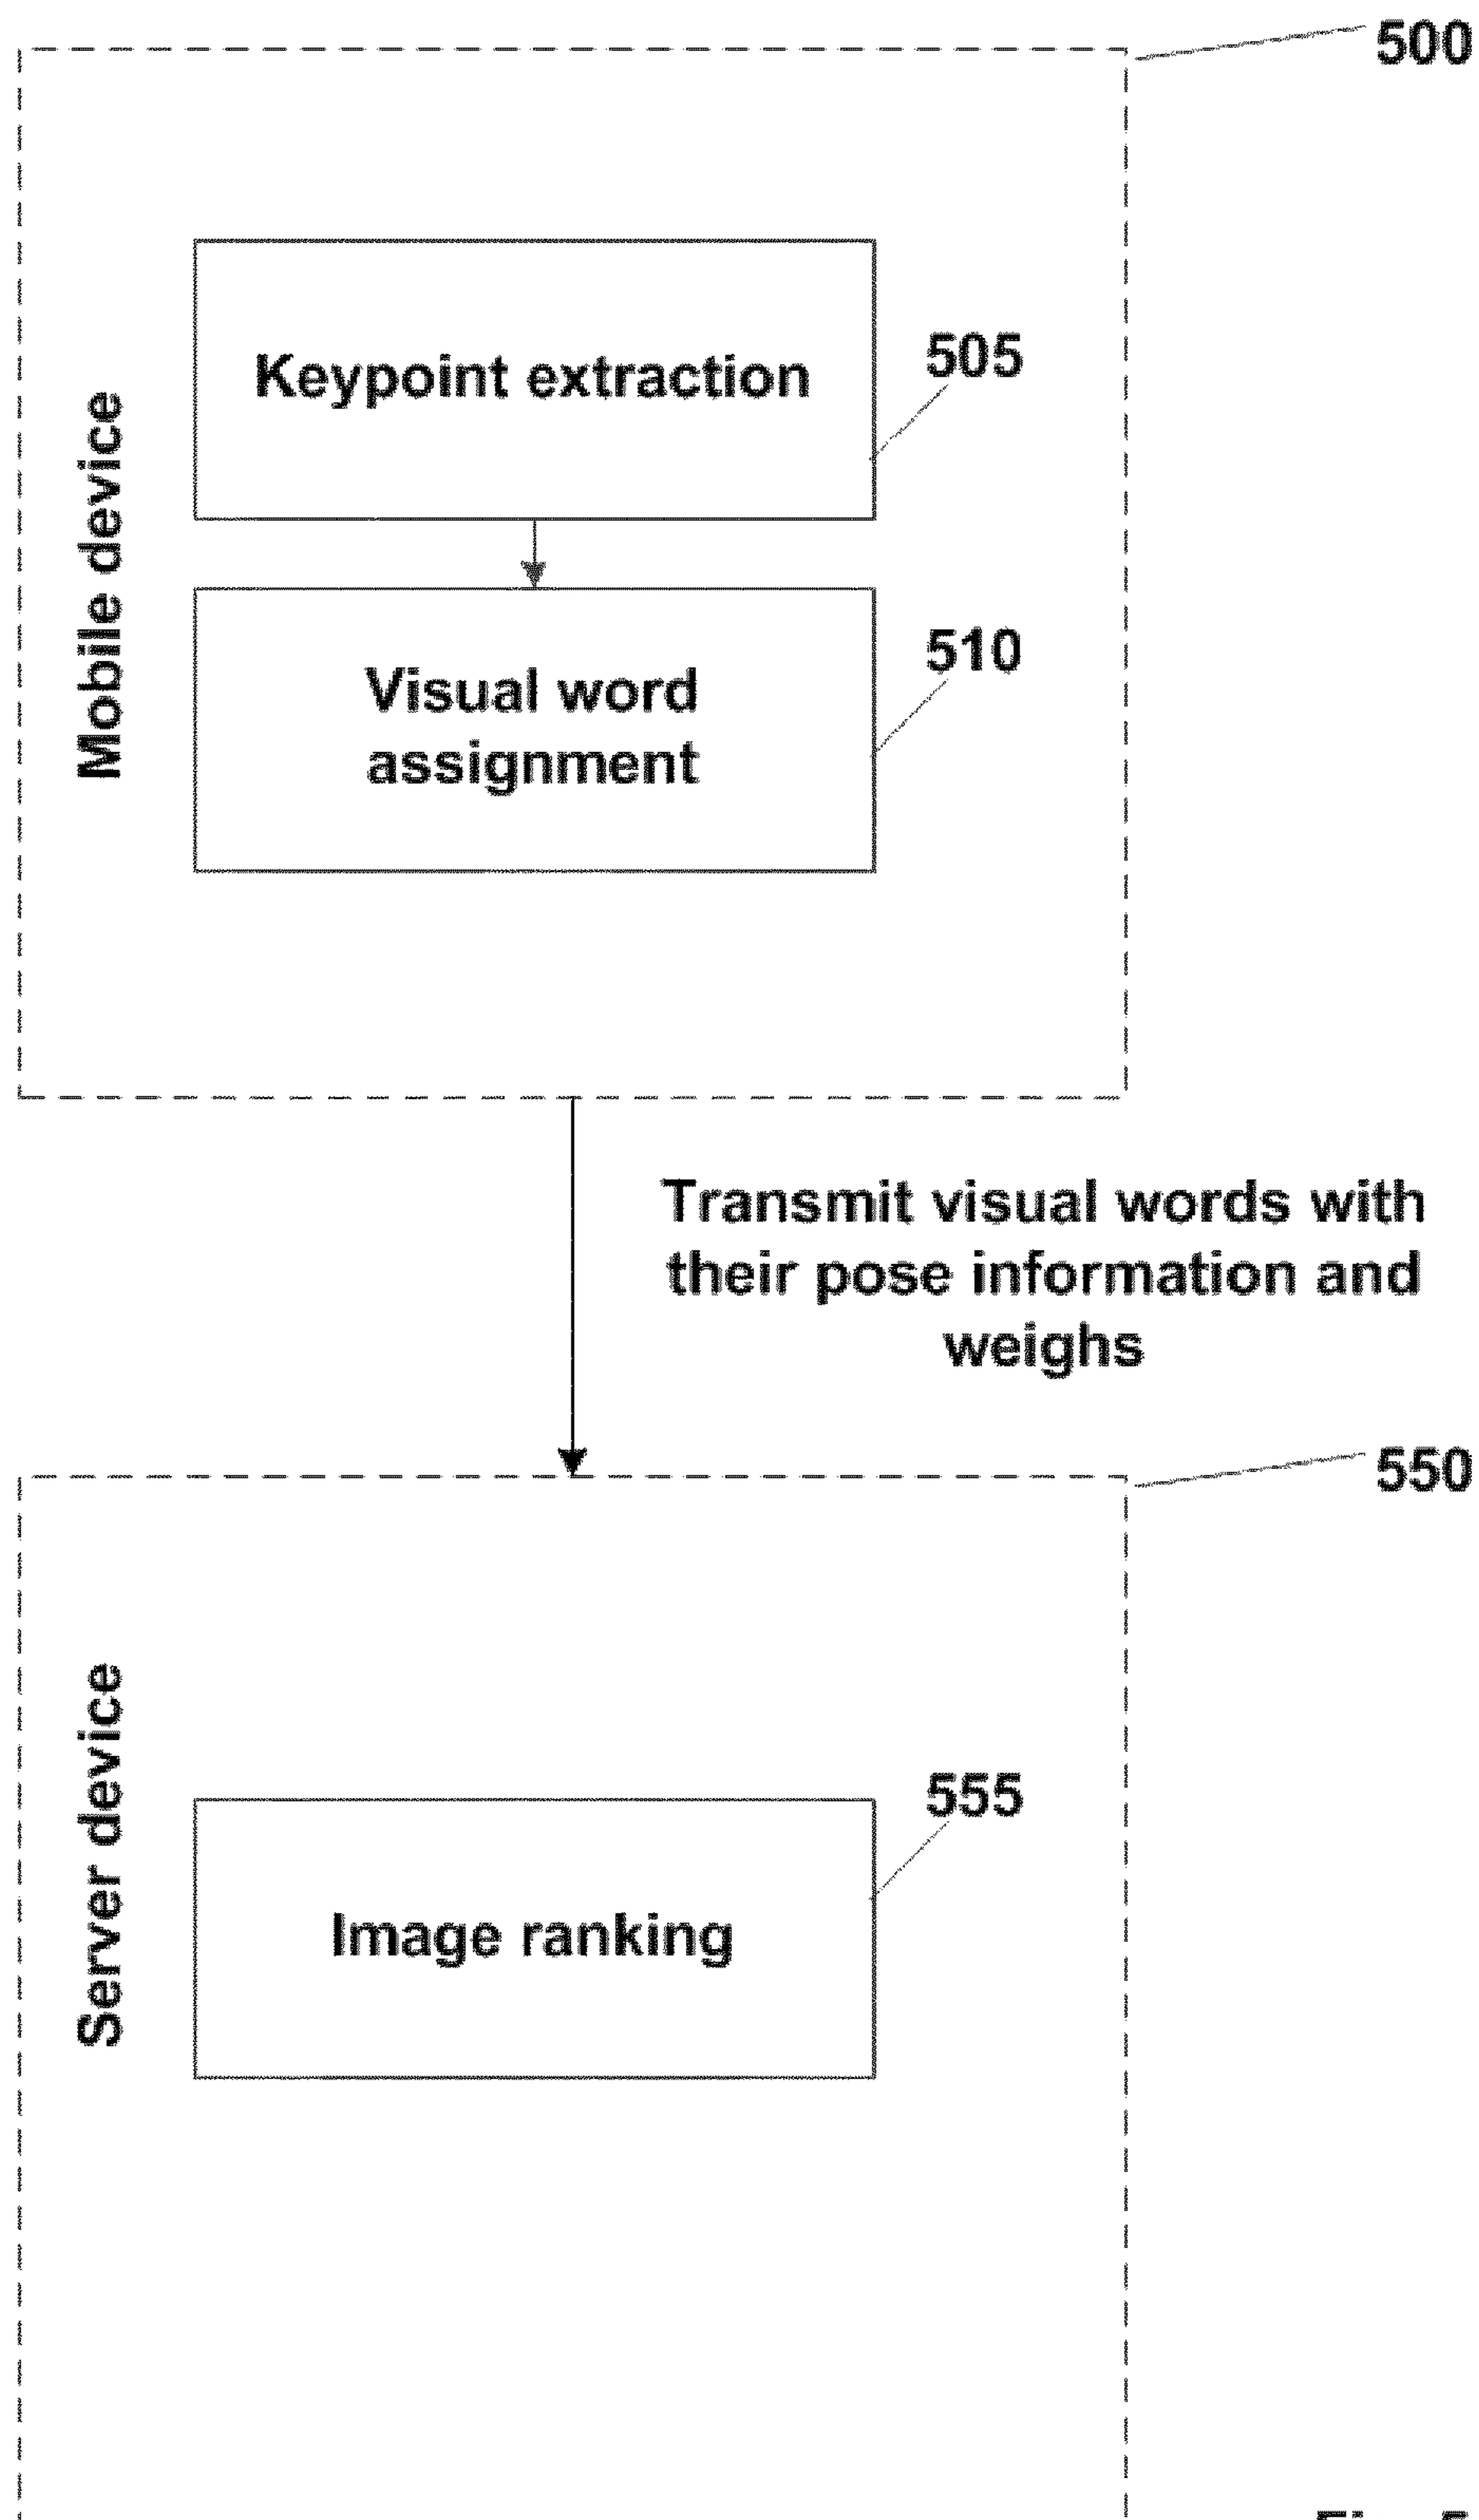 500
Keypoint extraction
505
Mobile device
Visual word
assignment
510
Transmit visual words with
their pose information and
weighs
550
Server device
555
Image ranking